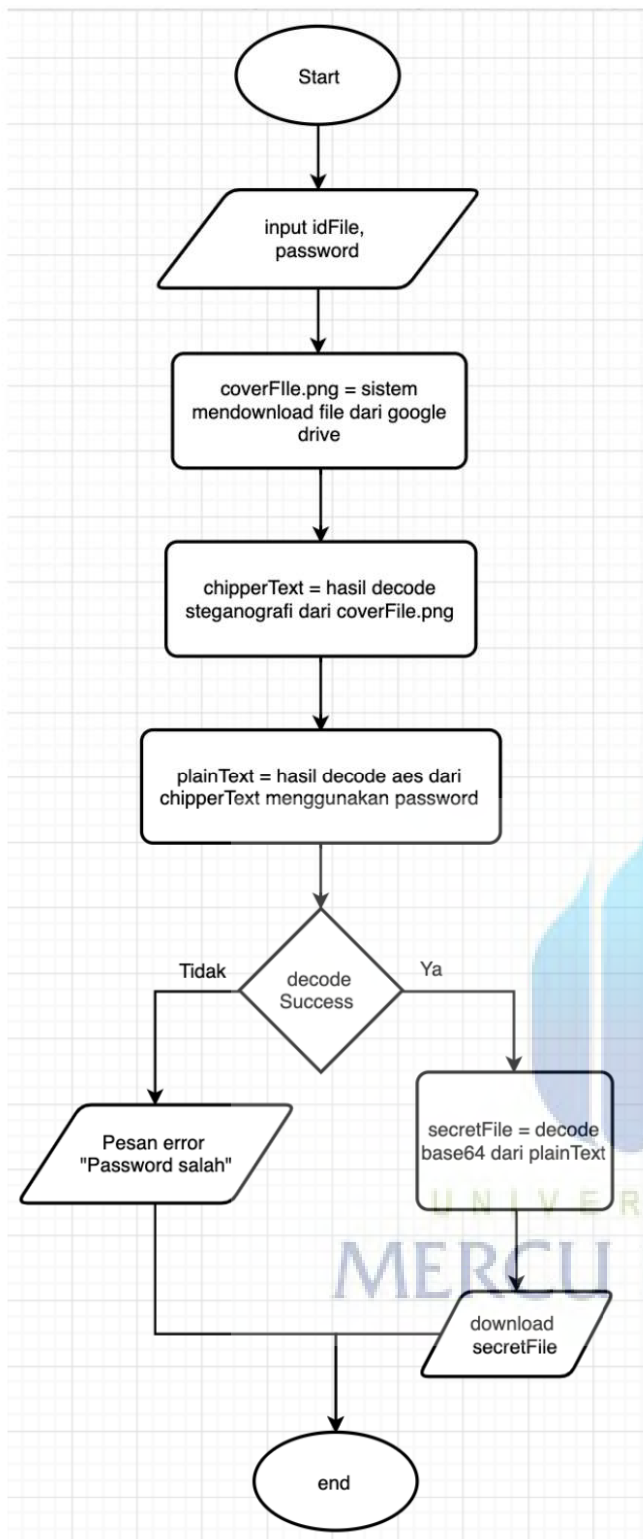 Start
input idFile,
password
coverFIle.png = sistem
mendownload file dari google
drive
chipperText = hasil decode
steganografi dari coverFile.png
plainText = hasil decode aes dari
chipperText menggunakan password
decode
Success
Tidak
Ya
Pesan error
"Password salah"
secretFile = decode
base64 dari plainText
UNIVER
MERCU
download
secretFile
end